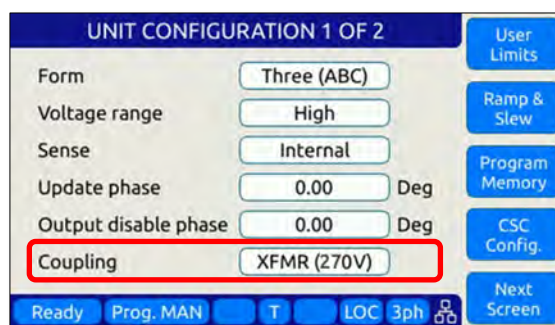 UNIT CONFIGURATION 1 OF 2
Form Three (ABC)
Voltage range High
Sense Internal
Update phase 0.00 Deg
Output disable phase 0.00 Deg
Coupling XFMR (270V)
Ready Prog. MAN T LOC 3ph
User
Limits
Ramp &
Slew
Program
Memory
CSC
Config.
Next
Screen